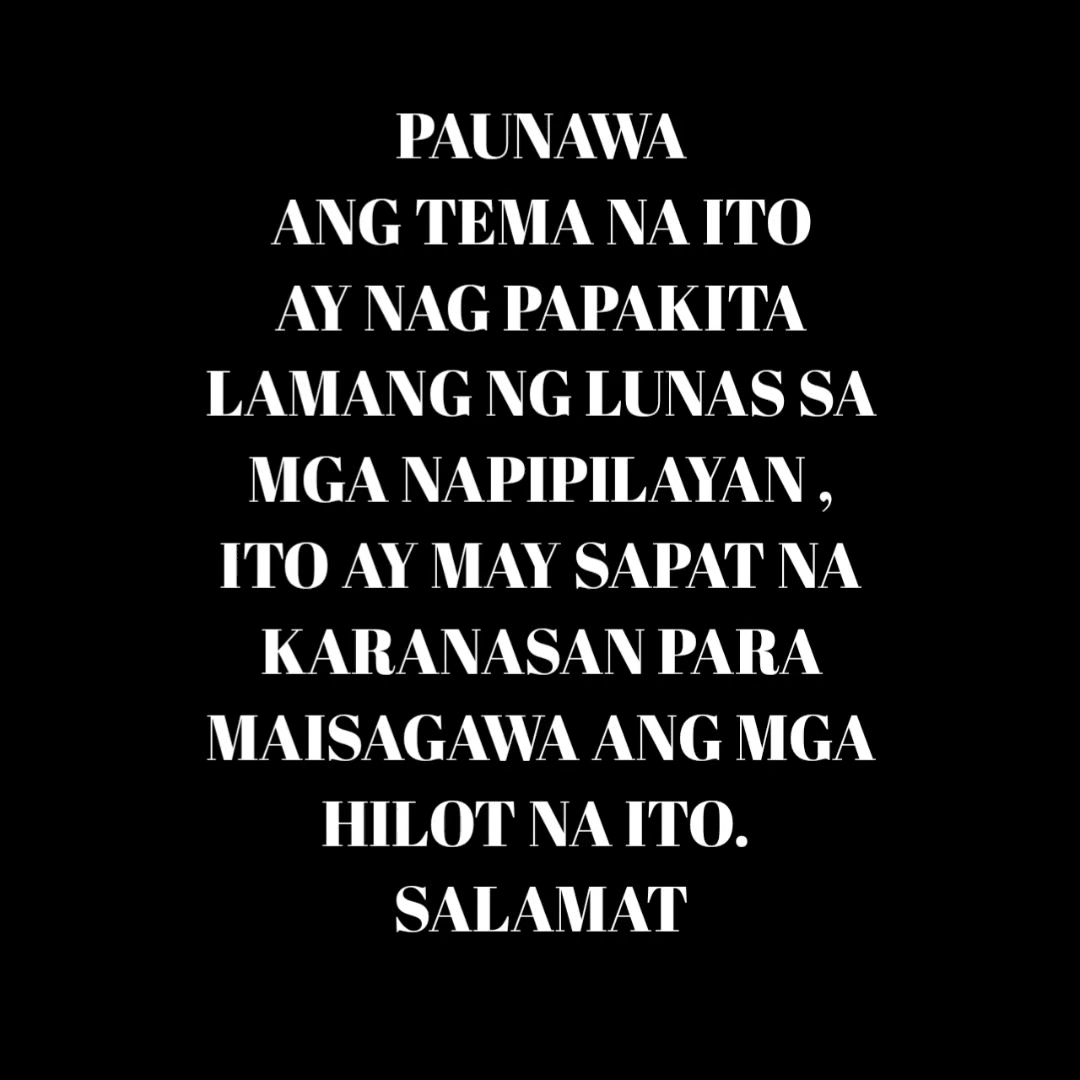 PAUNAWA
ANG TEMA NA ITO
AY NAG PAPAKITA
LAMANG NG LUNAS SA
MGA NAPIPILAYAN ,
ITO AY MAY SAPAT NA
KARANASAN PARA
MAISAGAWA ANG MGA
HILOT NA ITO.
SALAMAT